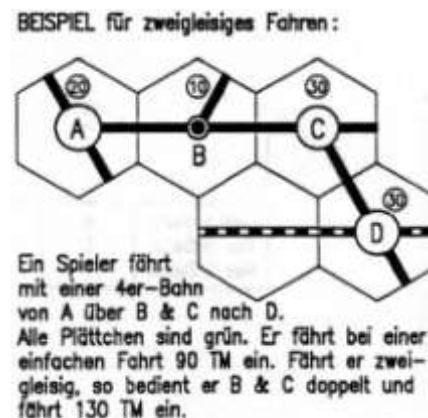 BEISPIEL für zweigleisiges Fahren :
20 10 30
A B C
30
D
Ein Spieler fährt
mit einer 4er-Bahn
von A über B & C nach D.
Alle Plättchen sind grün. Er fährt bei einer
einfachen Fahrt 90 TM ein. Fährt er zwei-
gleisig, so bedient er B & C doppelt und
fährt 130 TM ein.